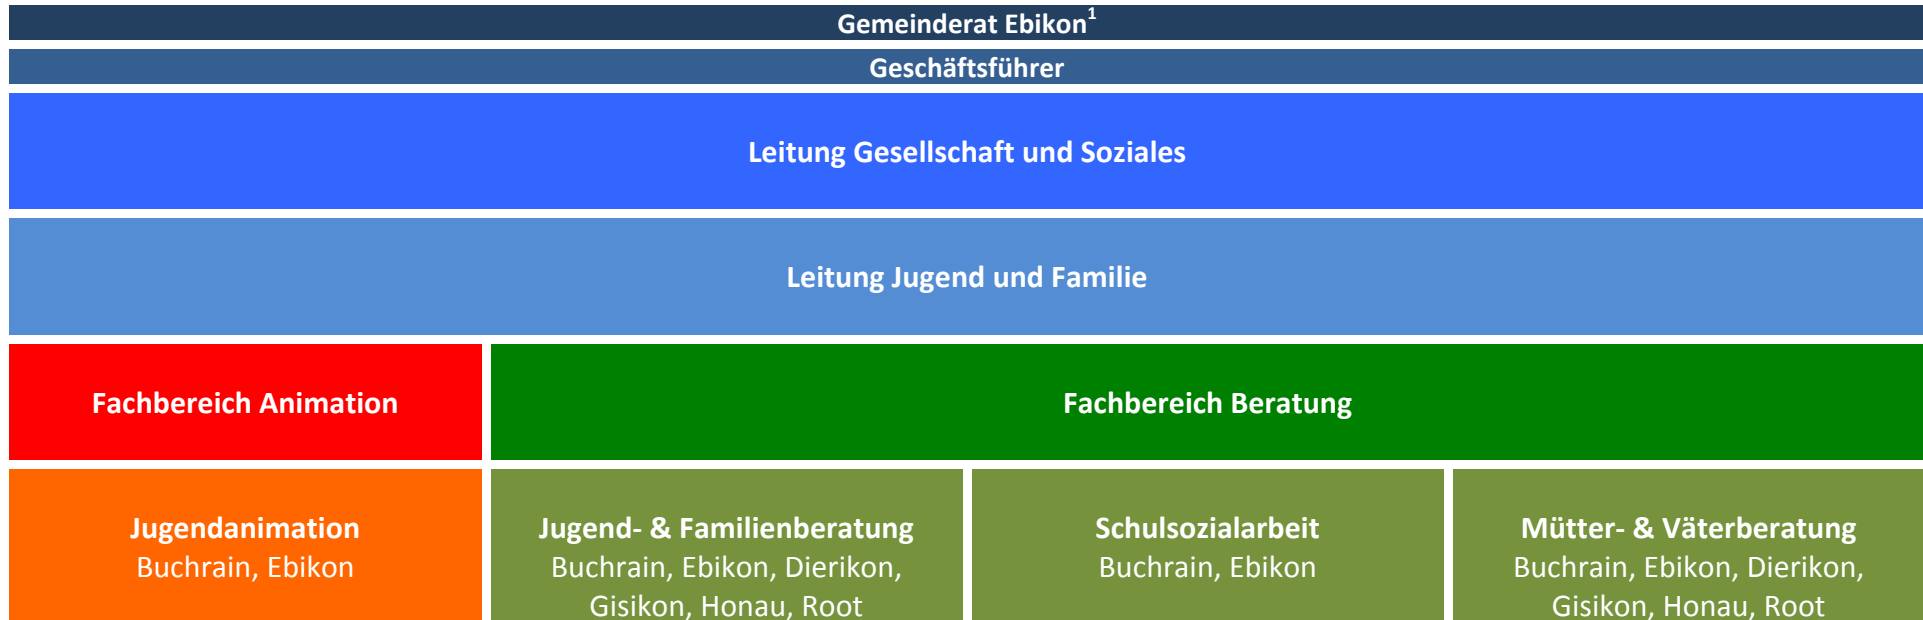 Gemeinderat Ebikon¹
Geschäftsführer
Leitung Gesellschaft und Soziales
Leitung Jugend und Familie
Fachbereich Animation
Fachbereich Beratung
Jugendanimation
Buchrain, Ebikon
Jugend- & Familienberatung
Buchrain, Ebikon, Dierikon,
Gisikon, Honau, Root
Schulsozialarbeit
Buchrain, Ebikon
Mütter- & Väterberatung
Buchrain, Ebikon, Dierikon,
Gisikon, Honau, Root